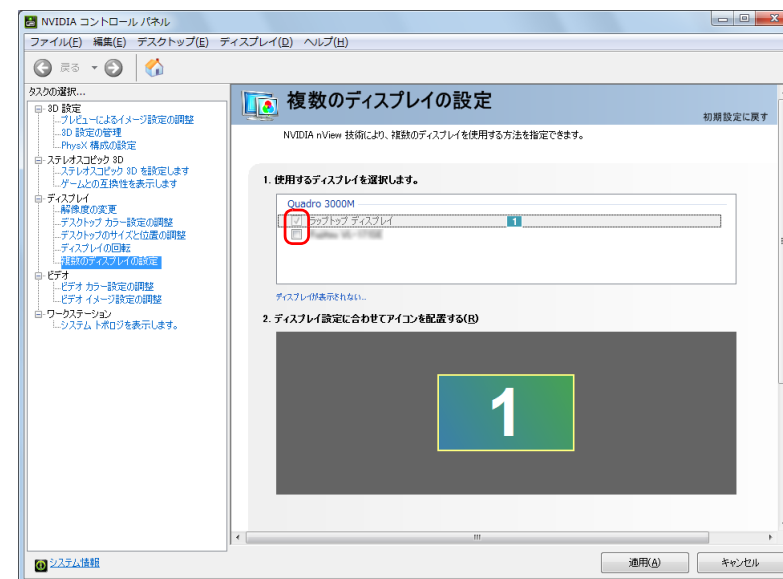 NVIDIA コントロール パネル
ファイル(F) 編集(E) デスクトップ(E) ディスプレイ(D) ヘルプ(H)
戻る
タスクの選択...
3D 設定
プレビューによるイメージ設定の調整
3D 設定の管理
PhysX 構成の設定
ステレオスコピック 3D
ステレオスコピック 3D を設定します
ゲームとの互換性を表示します
ディスプレイ
解像度の変更
デスクトップ カラー設定の調整
デスクトップのサイズと位置の調整
ディスプレイの回転
複数のディスプレイの設定
ビデオ
ビデオ カラー設定の調整
ビデオ イメージ設定の調整
ワークステーション
システム トポロジを表示します。
システム情報
複数のディスプレイの設定
初期設定に戻す
NVIDIA nView 技術により、複数のディスプレイを使用する方法を指定できます。
1. 使用するディスプレイを選択します。
Quadro 3000M
ラップトップ ディスプレイ 1
ディスプレイが表示されない...
2. ディスプレイ設定に合わせてアイコンを配置する(R)
1
適用(A) キャンセル